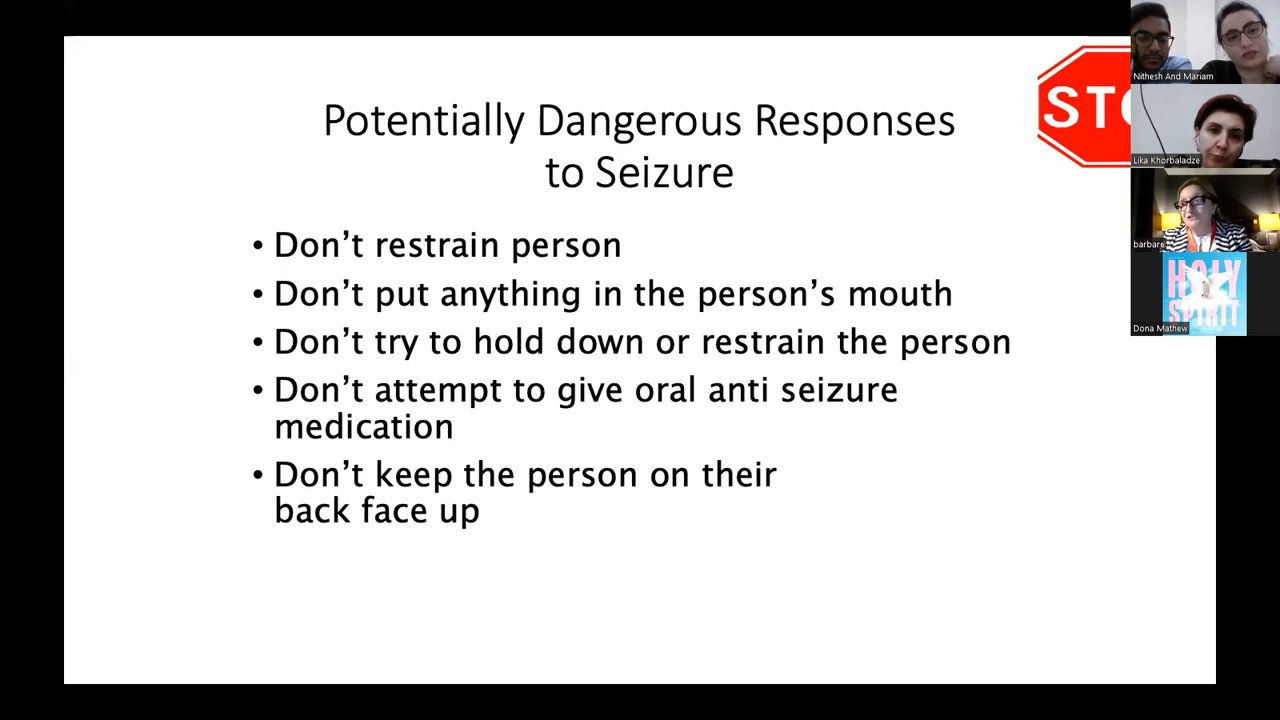 Potentially Dangerous Responses
to Seizure
• Don’t restrain person
• Don’t put anything in the person’s mouth
• Don’t try to hold down or restrain the person
• Don’t attempt to give oral anti seizure
medication
• Don’t keep the person on their
back face up
Nithesh And Mariam
Lika Khorbaladze
barbare
HOLY
SPIRIT
Dona Mathew